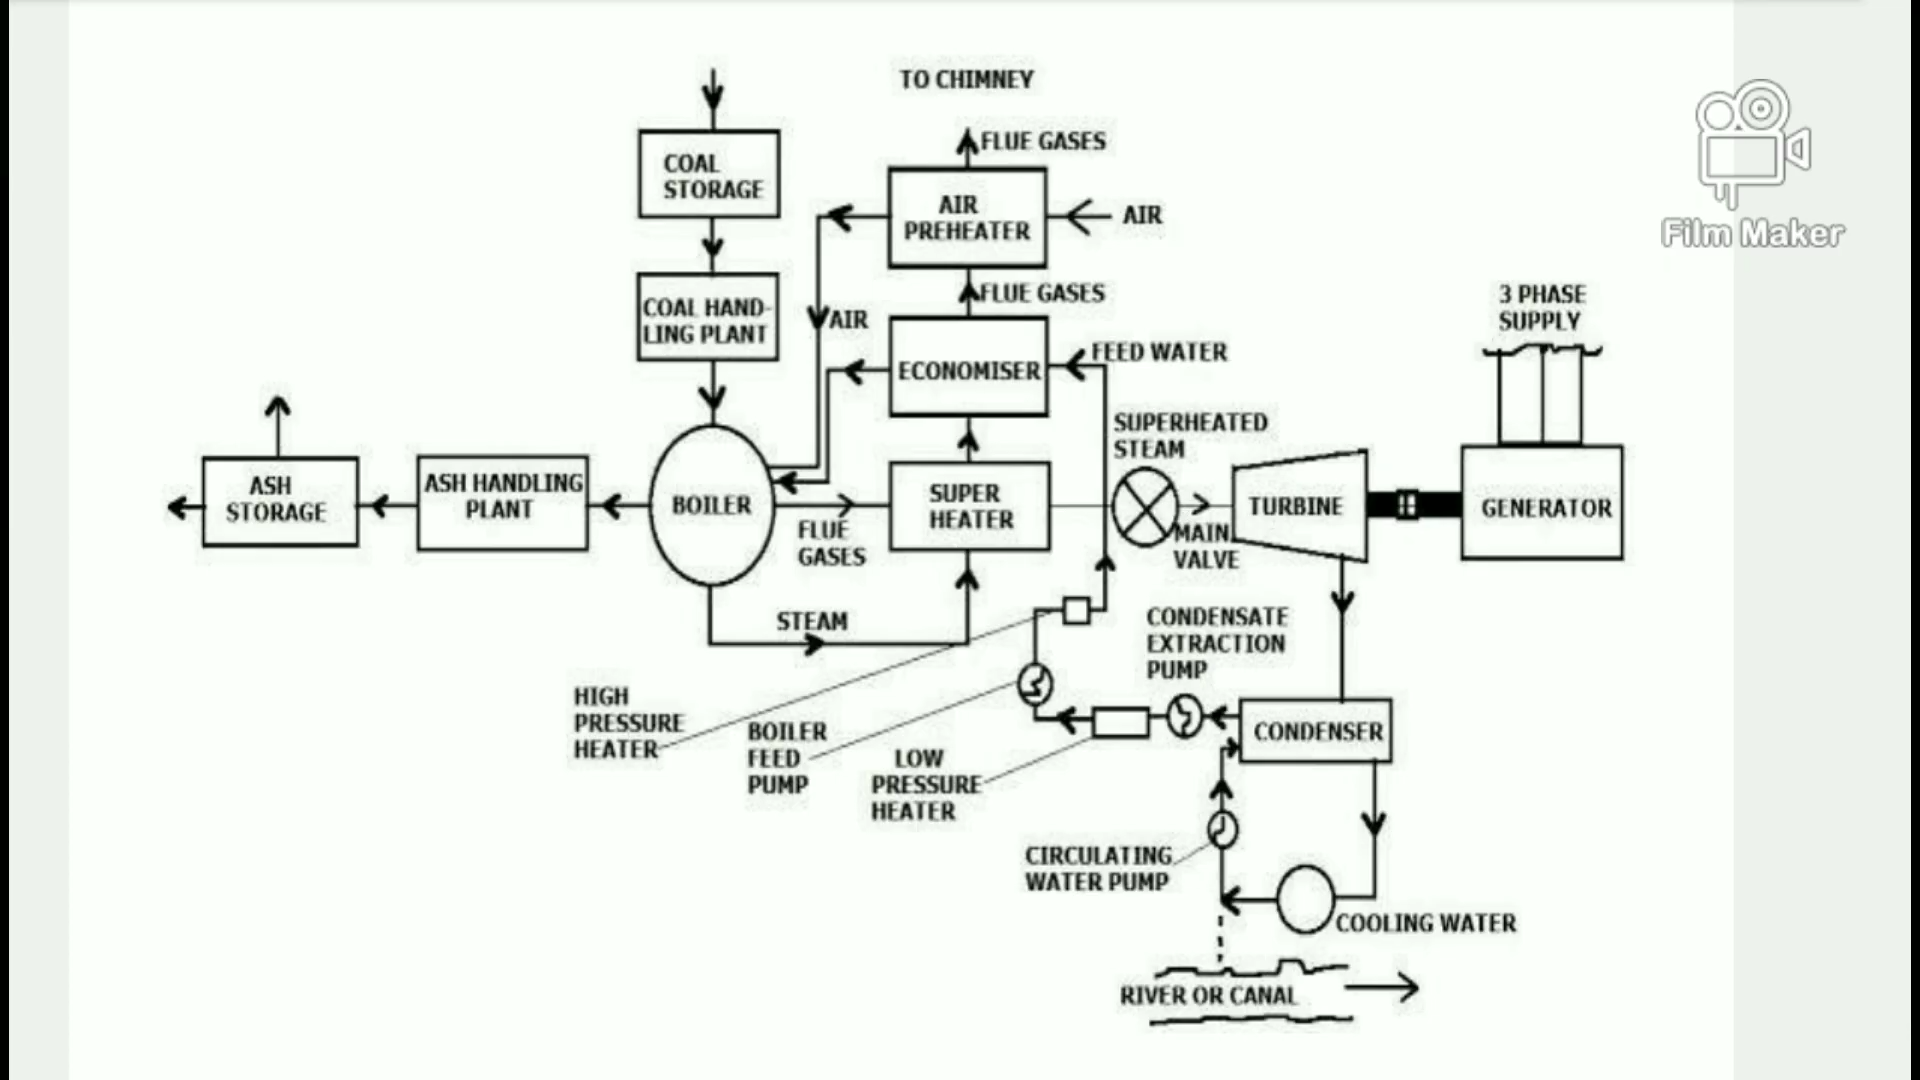 TO CHIMNEY
FLUE GASES
COAL
STORAGE
AIR
PREHEATER
AIR
Film Maker
COAL HAND-
LING PLANT
AIR
FLUE GASES
3 PHASE
SUPPLY
ECONOMISER
FEED WATER
SUPERHEATED
STEAM
ASH
STORAGE
ASH HANDLING
PLANT
BOILER
FLUE
GASES
SUPER
HEATER
MAIN
VALVE
TURBINE
GENERATOR
STEAM
CONDENSATE
EXTRACTION
PUMP
HIGH
PRESSURE
HEATER
BOILER
FEED
PUMP
LOW
PRESSURE
HEATER
CONDENSER
CIRCULATING
WATER PUMP
COOLING WATER
RIVER OR CANAL